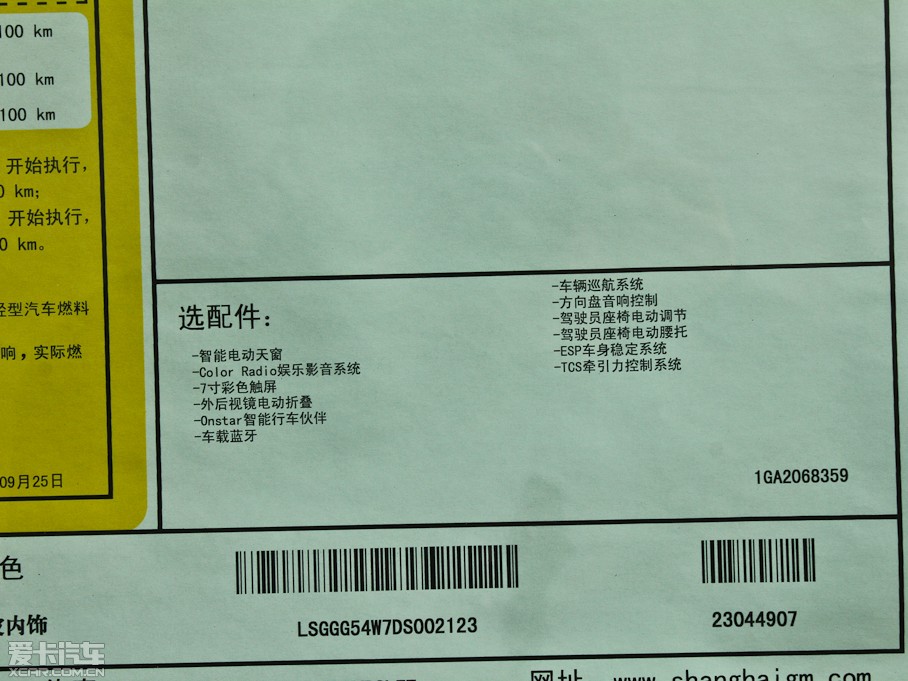 100 km
100 km
100 km
开始执行，
0 km；
开始执行，
0 km。
型汽车燃料
响，实际燃
09月25日
选配件：
-智能电动天窗
-Color Radio娱乐影音系统
-7寸彩色触屏
-外后视镜电动折叠
-Onstar智能行车伙伴
-车载蓝牙
-车辆巡航系统
-方向盘音响控制
-驾驶员座椅电动调节
-驾驶员座椅电动腰托
-ESP车身稳定系统
-TCS牵引力控制系统
1GA2068359
色
内饰
LSGGG54W7DS002123
23044907
网址 www.shanghaigm.com
爱卡汽车
XCAR.COM.CN